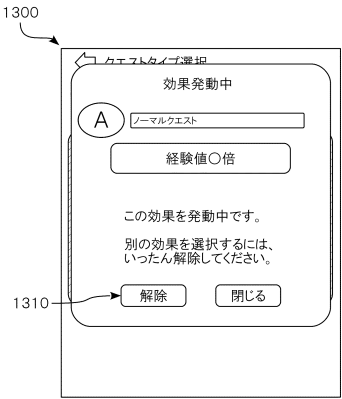 1300
クエストタイプ選択
効果発動中
A
ノーマルクエスト
経験値○倍
この効果を発動中です。
別の効果を選択するには、
いったん解除してください。
1310
解除
閉じる